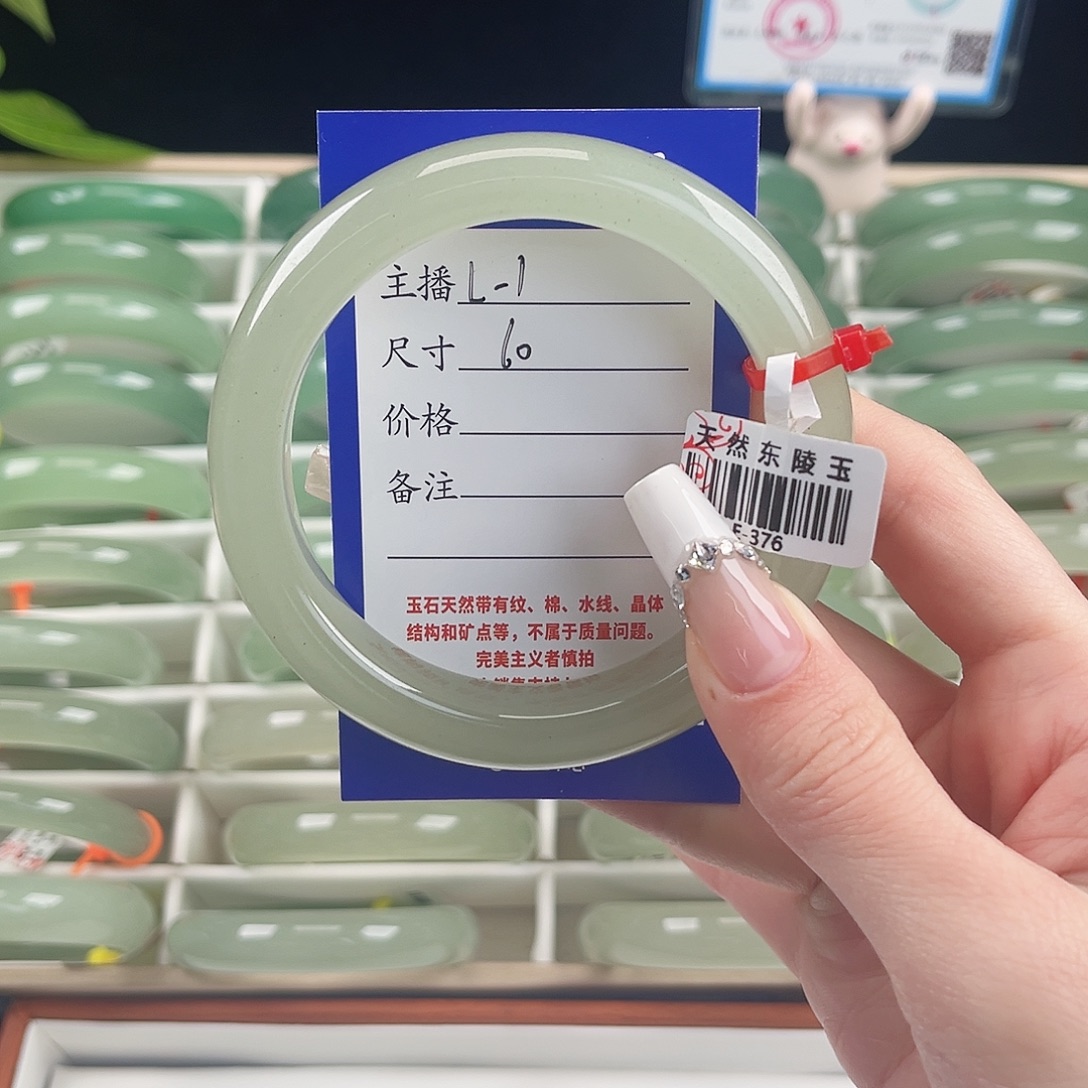 主播 L-1
尺寸 60
价格
备注
天然东陵玉
E-376
玉石天然带有纹、棉、水线、晶体
结构和矿点等，不属于质量问题。
完美主义者慎拍